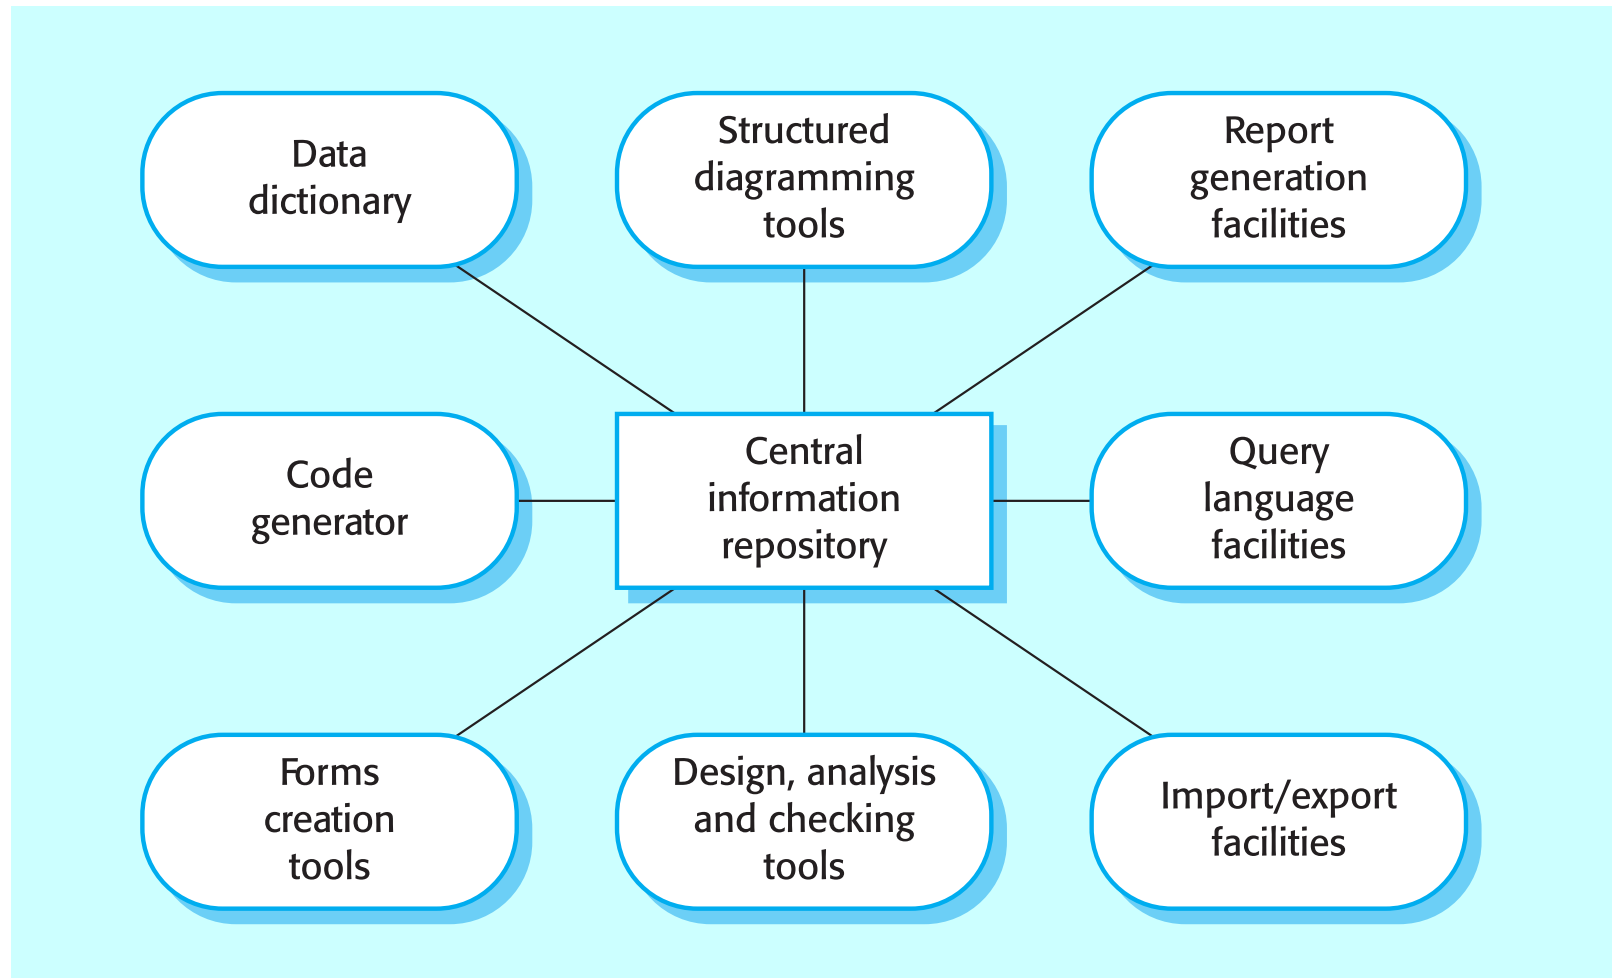 Data
dictionary
Structured
diagramming
tools
Report
generation
facilities
Code
generator
Central
information
repository
Query
language
facilities
Forms
creation
tools
Design, analysis
and checking
tools
Import/export
facilities